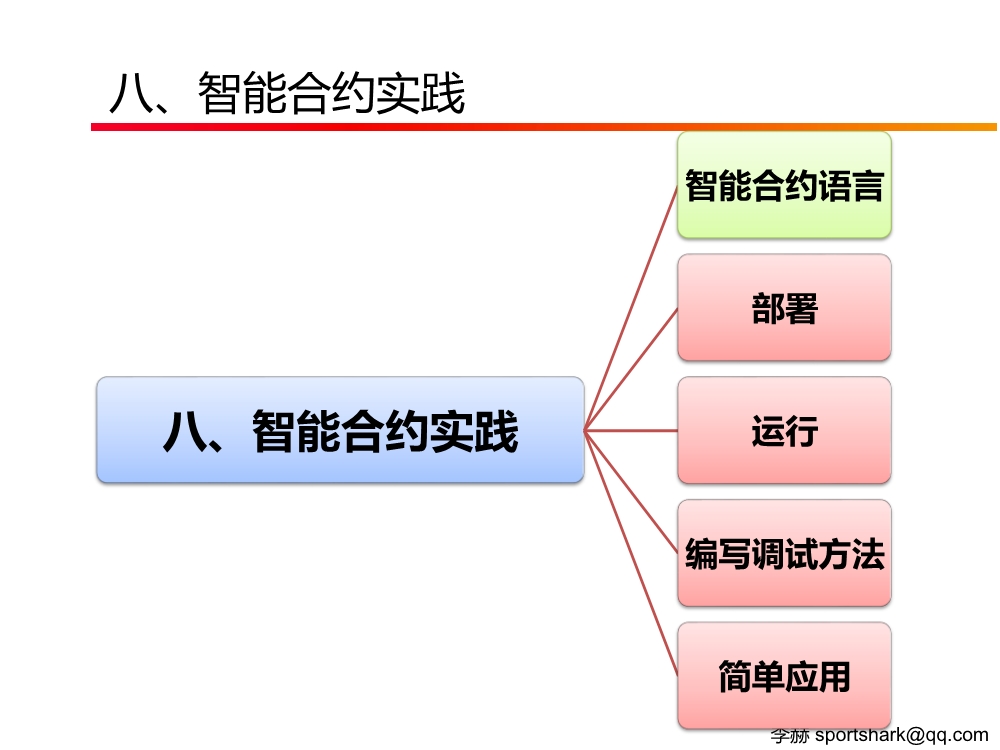 八、智能合约实践
智能合约语言
部署
八、智能合约实践
运行
编写调试方法
简单应用
李赫 sportshark@qq.com